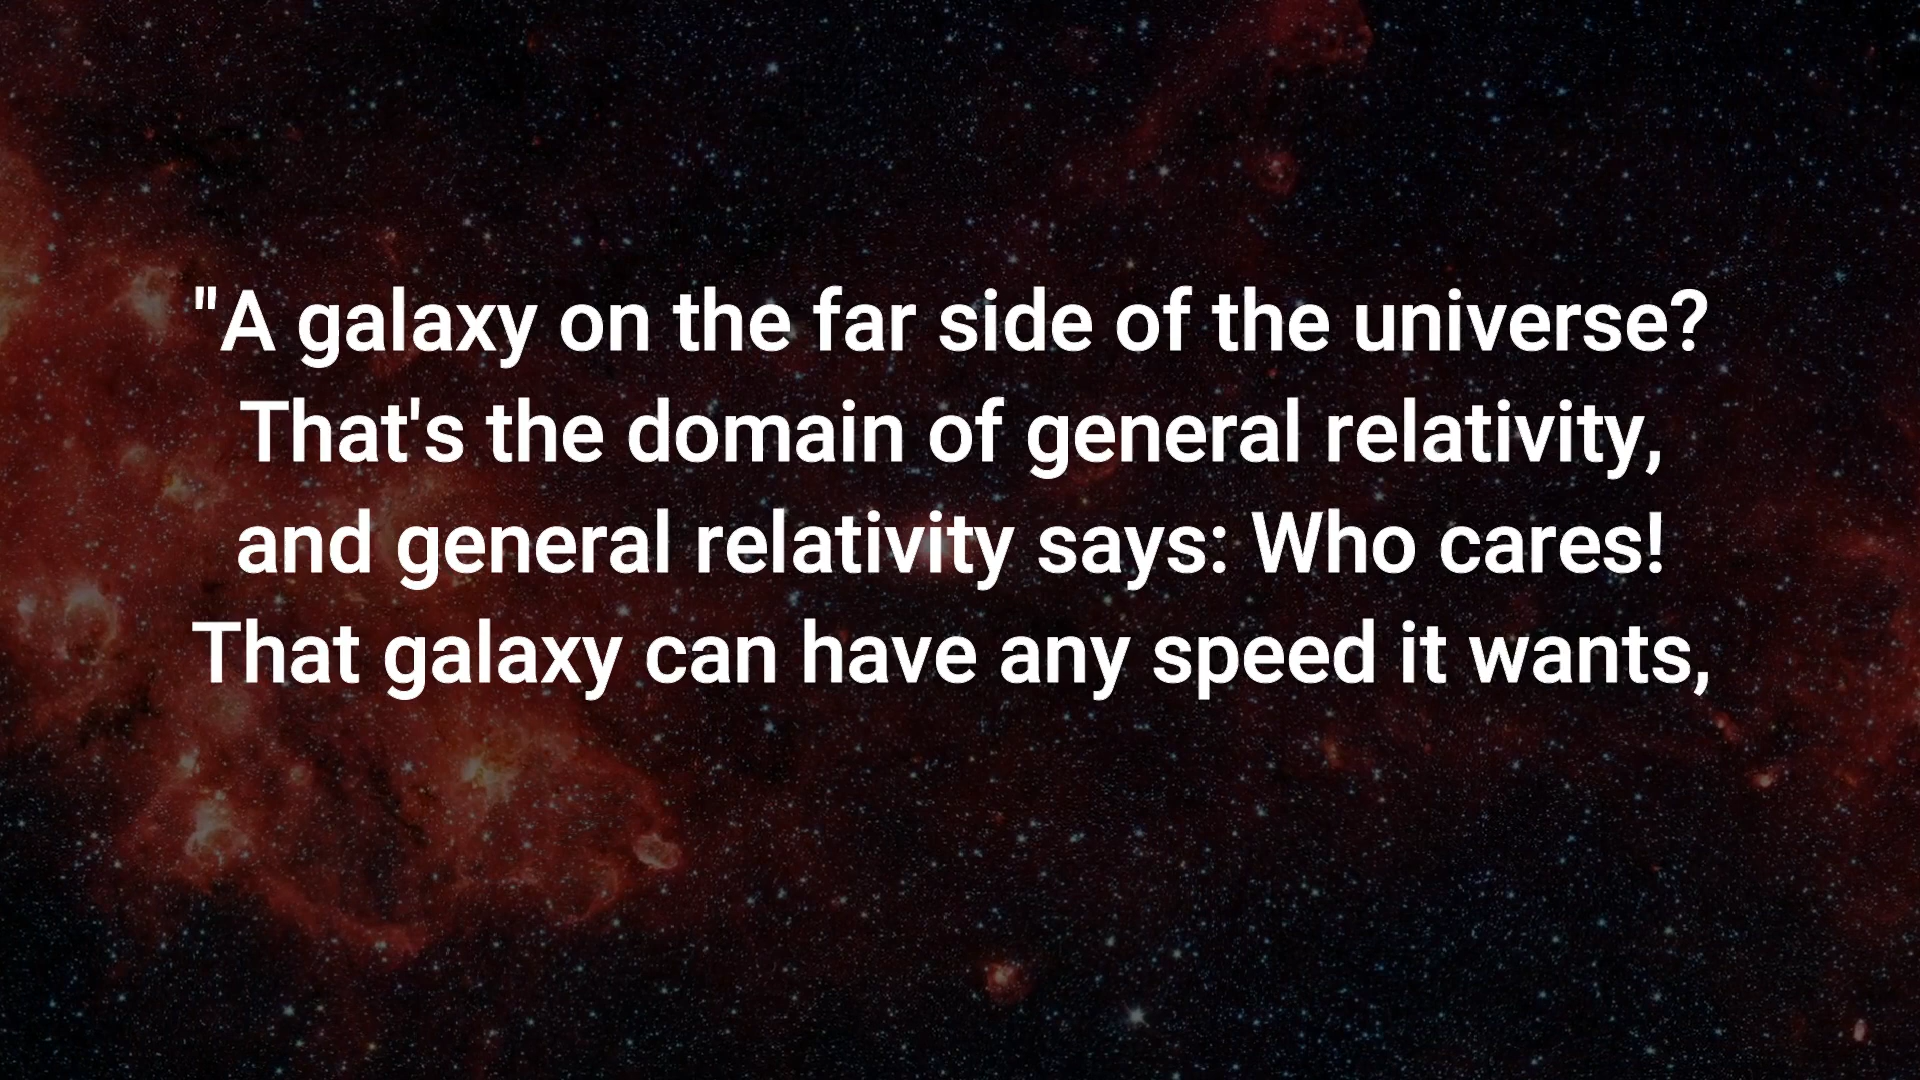 "A galaxy on the far side of the universe?
That's the domain of general relativity,
and general relativity says: Who cares!
That galaxy can have any speed it wants,